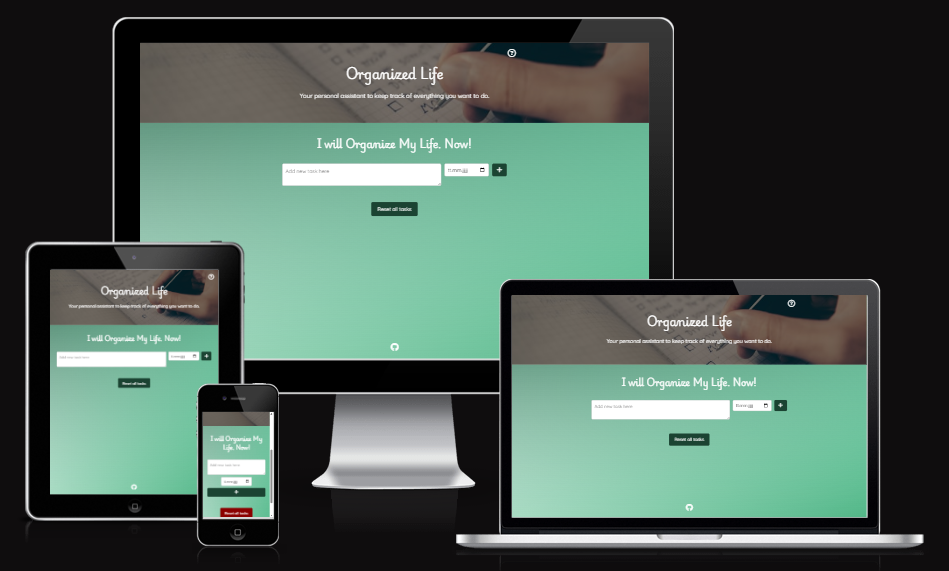 Organized Life
Your personal assistant to keep track of everything you want to do.
I will Organize My Life. Now!
Add new task here
Reset all tasks
Organized Life
Your personal assistant to keep track of everything you want to do.
I will Organize My Life. Now!
Add new task here
Reset all tasks
I will Organize My
Life. Now!
Add new task here
Reset all tasks
Organized Life
Your personal assistant to keep track of everything you want to do.
I will Organize My Life. Now!
Add new task here
Reset all tasks